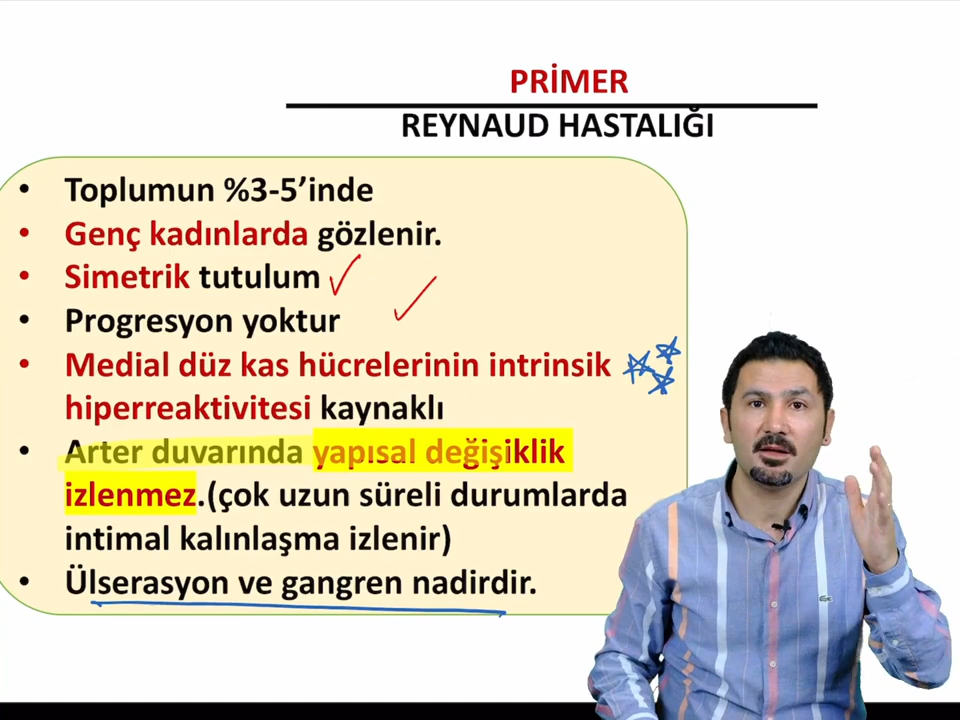 PRİMER
REYNAUD HASTALIĞI
• Toplumun %3-5’inde
• Genç kadınlarda gözlenir.
• Simetrik tutulum
• Progresyon yoktur
• Medial düz kas hücrelerinin intrinsik
hiperreaktivitesi kaynaklı
• Arter duvarında yapısal değişiklik
izlenmez.(çok uzun süreli durumlarda
intimal kalınlaşma izlenir)
• Ülserasyon ve gangren nadirdir.